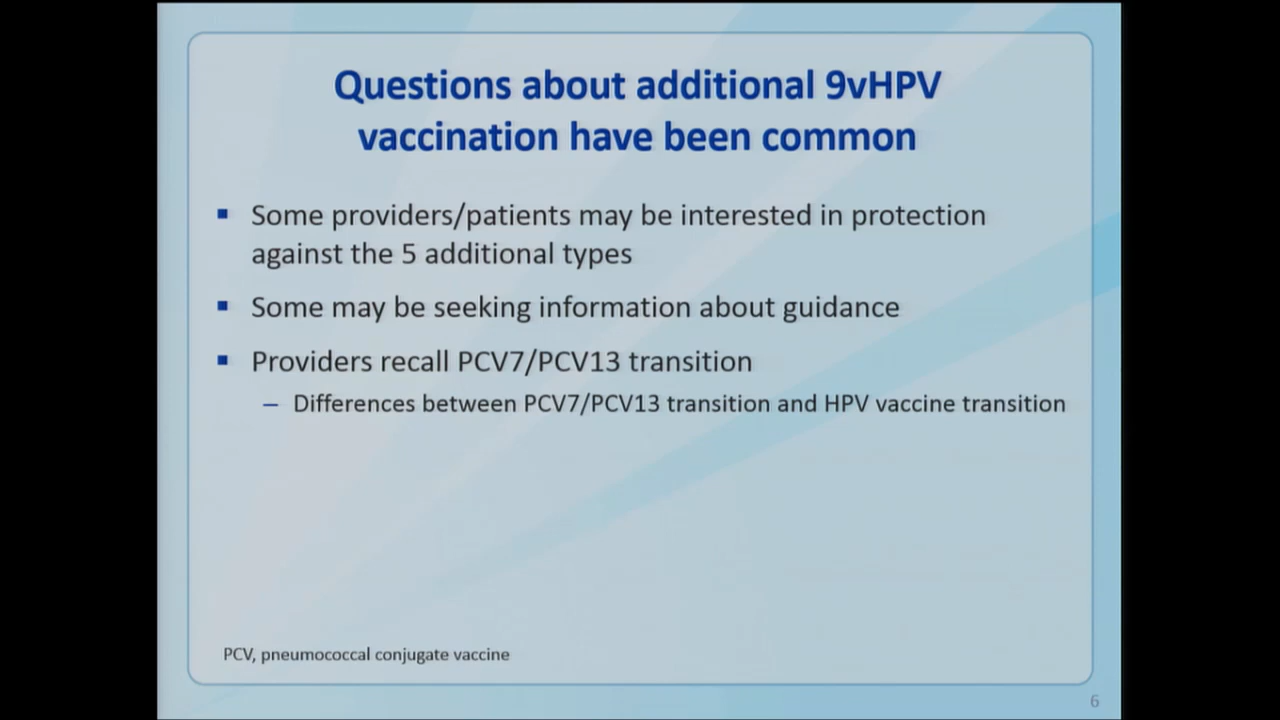 Questions about additional 9vHPV
vaccination have been common
▪ Some providers/patients may be interested in protection
against the 5 additional types
▪ Some may be seeking information about guidance
▪ Providers recall PCV7/PCV13 transition
– Differences between PCV7/PCV13 transition and HPV vaccine transition
PCV, pneumococcal conjugate vaccine
6